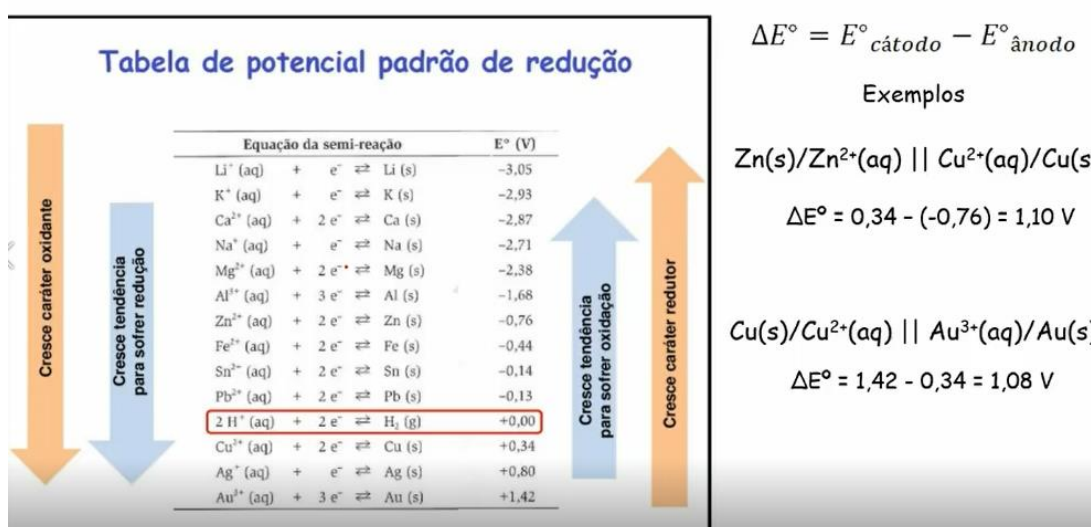 Tabela de potencial padrão de redução
Cresce caráter oxidante
Cresce tendência
para sofrer redução
Equação da semi-reação E° (V)
Li⁺ (aq) + e⁻ ⇌ Li (s) −3,05
K⁺ (aq) + e⁻ ⇌ K (s) −2,93
Ca²⁺ (aq) + 2 e⁻ ⇌ Ca (s) −2,87
Na⁺ (aq) + e⁻ ⇌ Na (s) −2,71
Mg²⁺ (aq) + 2 e⁻ ⇌ Mg (s) −2,38
Al³⁺ (aq) + 3 e⁻ ⇌ Al (s) −1,68
Zn²⁺ (aq) + 2 e⁻ ⇌ Zn (s) −0,76
Fe²⁺ (aq) + 2 e⁻ ⇌ Fe (s) −0,44
Sn²⁺ (aq) + 2 e⁻ ⇌ Sn (s) −0,14
Pb²⁺ (aq) + 2 e⁻ ⇌ Pb (s) −0,13
2 H⁺ (aq) + 2 e⁻ ⇌ H₂ (g) +0,00
Cu²⁺ (aq) + 2 e⁻ ⇌ Cu (s) +0,34
Ag⁺ (aq) + e⁻ ⇌ Ag (s) +0,80
Au³⁺ (aq) + 3 e⁻ ⇌ Au (s) +1,42
Cresce tendência
para sofrer oxidação
Cresce caráter redutor
ΔE° = E°cátodo − E°ânodo
Exemplos
Zn(s)/Zn²⁺(aq) || Cu²⁺(aq)/Cu(s
ΔE° = 0,34 - (-0,76) = 1,10 V
Cu(s)/Cu²⁺(aq) || Au³⁺(aq)/Au(s)
ΔE° = 1,42 - 0,34 = 1,08 V